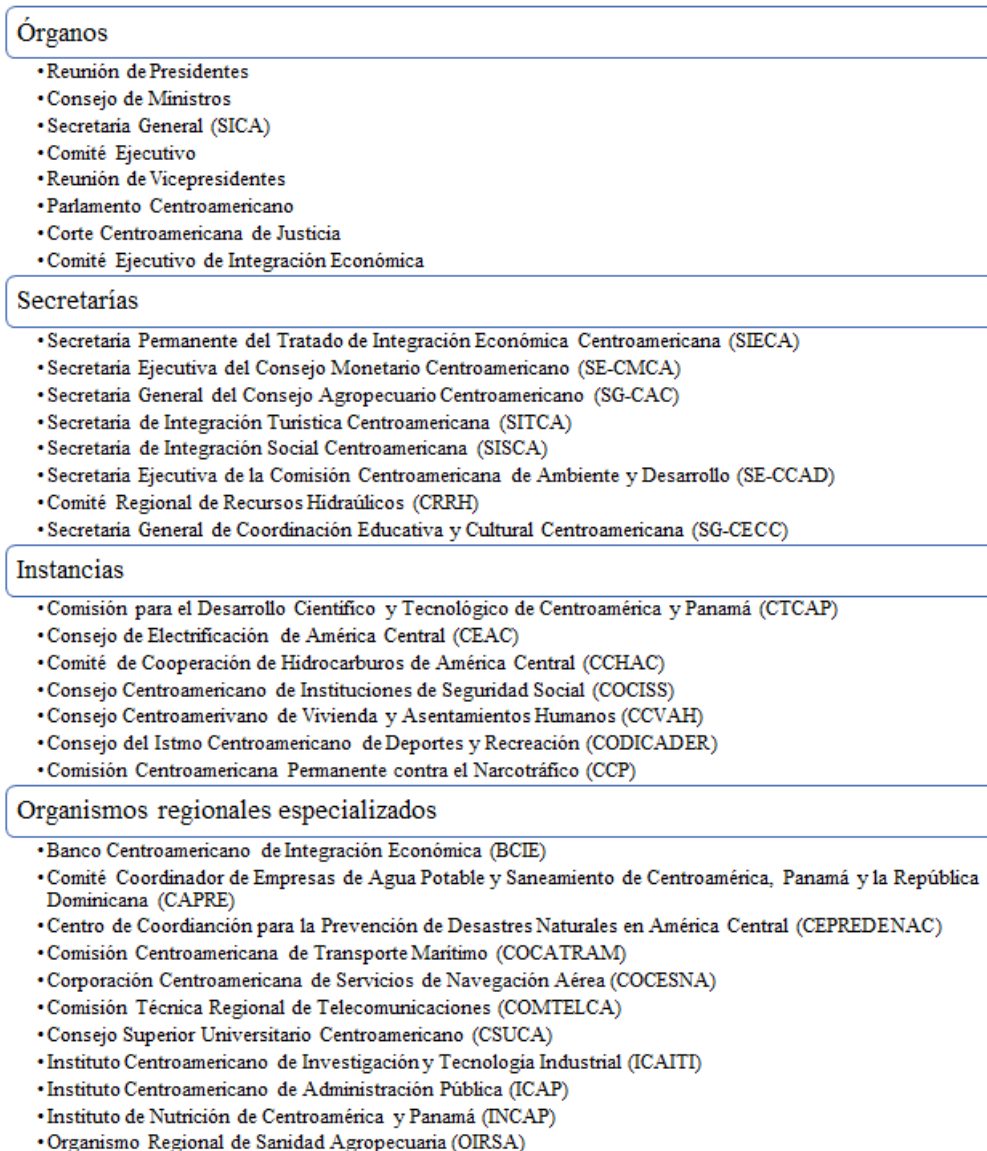 Órganos
•Reunión de Presidentes
•Consejo de Ministros
•Secretaría General (SICA)
•Comité Ejecutivo
•Reunión de Vicepresidentes
•Parlamento Centroamericano
•Corte Centroamericana de Justicia
•Comité Ejecutivo de Integración Económica
Secretarías
•Secretaría Permanente del Tratado de Integración Económica Centroamericana (SIECA)
•Secretaría Ejecutiva del Consejo Monetario Centroamericano (SE-CMCA)
•Secretaría General del Consejo Agropecuario Centroamericano (SG-CAC)
•Secretaría de Integración Turística Centroamericana (SITCA)
•Secretaría de Integración Social Centroamericana (SISCA)
•Secretaría Ejecutiva de la Comisión Centroamericana de Ambiente y Desarrollo (SE-CCAD)
•Comité Regional de Recursos Hidraúlicos (CRRH)
•Secretaría General de Coordinación Educativa y Cultural Centroamericana (SG-CECC)
Instancias
•Comisión para el Desarrollo Científico y Tecnológico de Centroamérica y Panamá (CTCAP)
•Consejo de Electrificación de América Central (CEAC)
•Comité de Cooperación de Hidrocarburos de América Central (CCHAC)
•Consejo Centroamericano de Instituciones de Seguridad Social (COCISS)
•Consejo Centroamerivano de Vivienda y Asentamientos Humanos (CCVAH)
•Consejo del Istmo Centroamericano de Deportes y Recreación (CODICADER)
•Comisión Centroamericana Permanente contra el Narcotráfico (CCP)
Organismos regionales especializados
•Banco Centroamericano de Integración Económica (BCIE)
•Comité Coordinador de Empresas de Agua Potable y Saneamiento de Centroamérica, Panamá y la República
Dominicana (CAPRE)
•Centro de Coordianción para la Prevención de Desastres Naturales en América Central (CEPREDENAC)
•Comisión Centroamericana de Transporte Marítimo (COCATRAM)
•Corporación Centroamericana de Servicios de Navegación Aérea (COCESNA)
•Comisión Técnica Regional de Telecomunicaciones (COMTELCA)
•Consejo Superior Universitario Centroamericano (CSUCA)
•Instituto Centroamericano de Investigación y Tecnología Industrial (ICAITI)
•Instituto Centroamericano de Administración Pública (ICAP)
•Instituto de Nutrición de Centroamérica y Panamá (INCAP)
•Organismo Regional de Sanidad Agropecuaria (OIRSA)